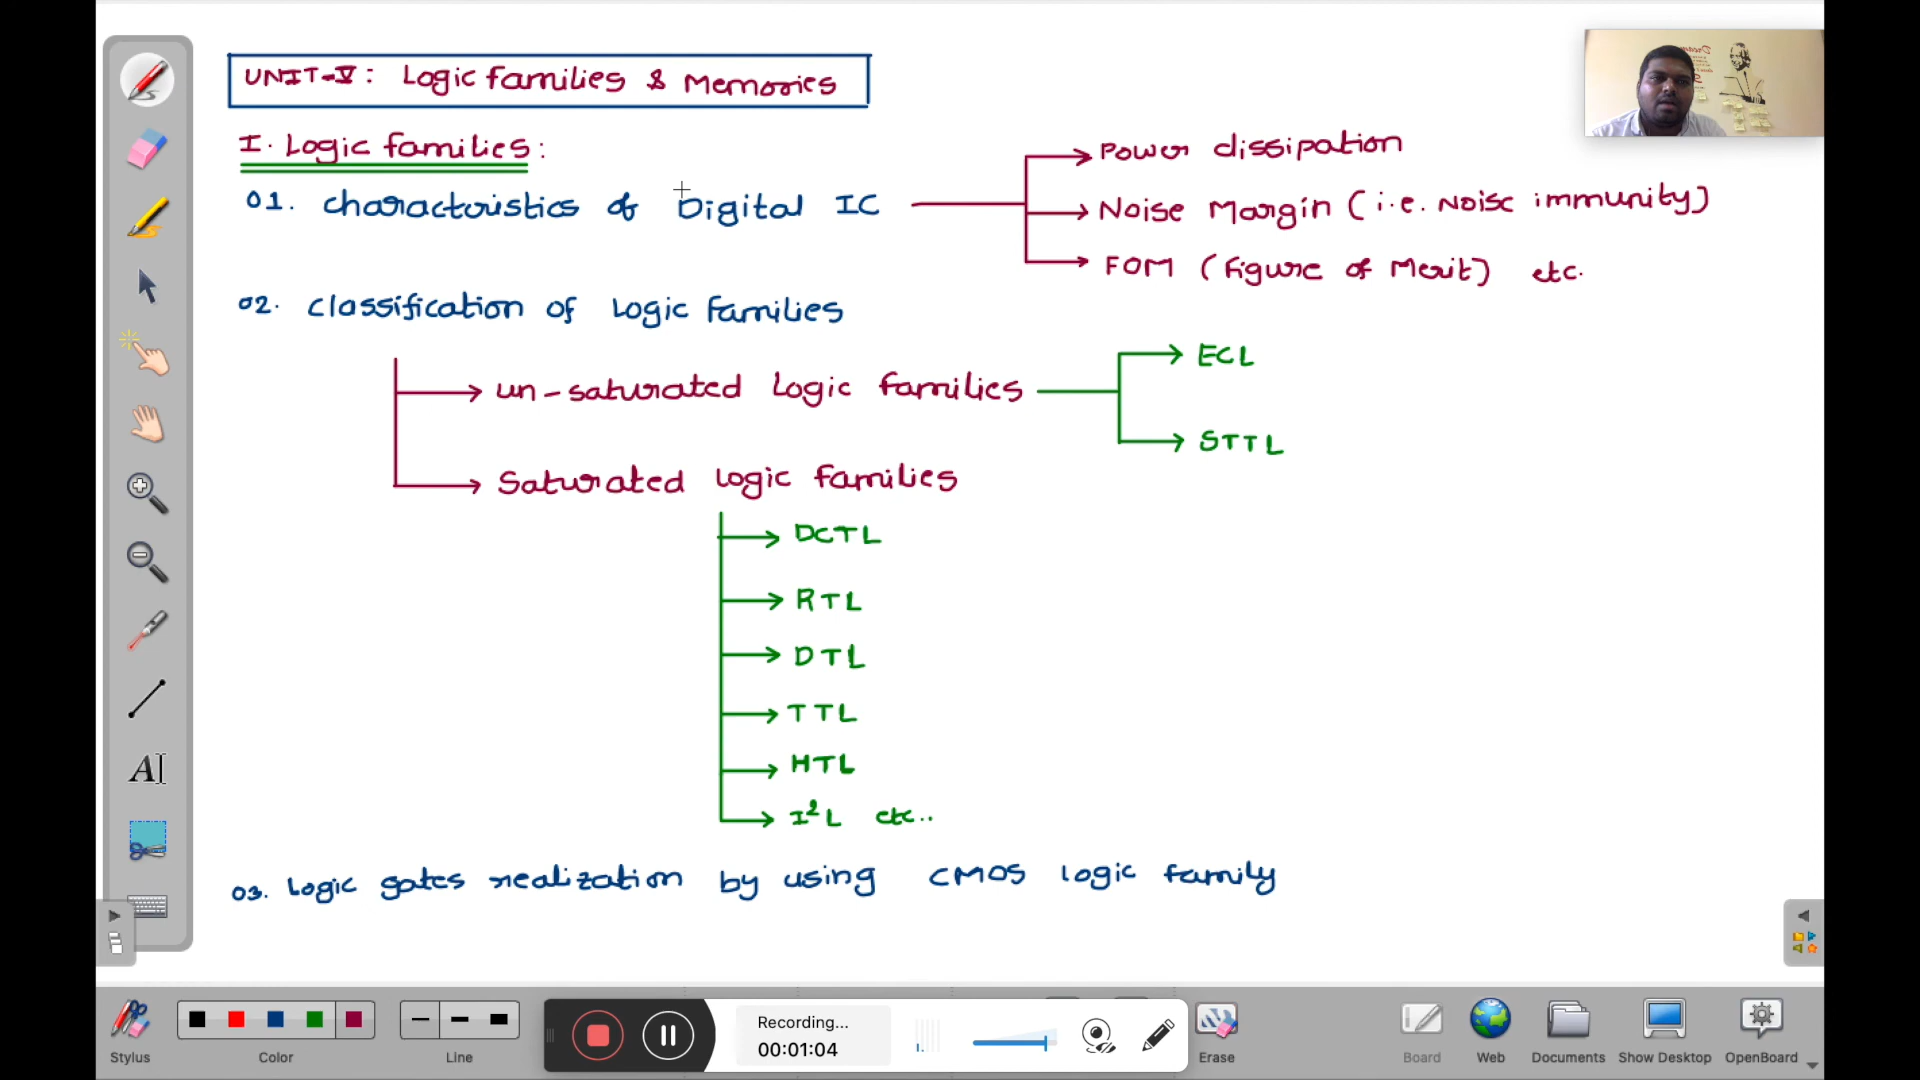 UNIT-V: Logic families & Memories
I. Logic families:
01. characteristics of Digital IC
Power dissipation
Noise Margin (i.e. Noise immunity)
FOM (Figure of Merit) etc.
02. classification of Logic Families
un-saturated Logic families
ECL
STTL
Saturated logic families
DCTL
RTL
DTL
TTL
HTL
I²L etc..
03. Logic gates realization by using CMOS logic family
Recording...
00:01:04
Stylus
Color
Line
Erase
Board
Web
Documents
Show Desktop
OpenBoard